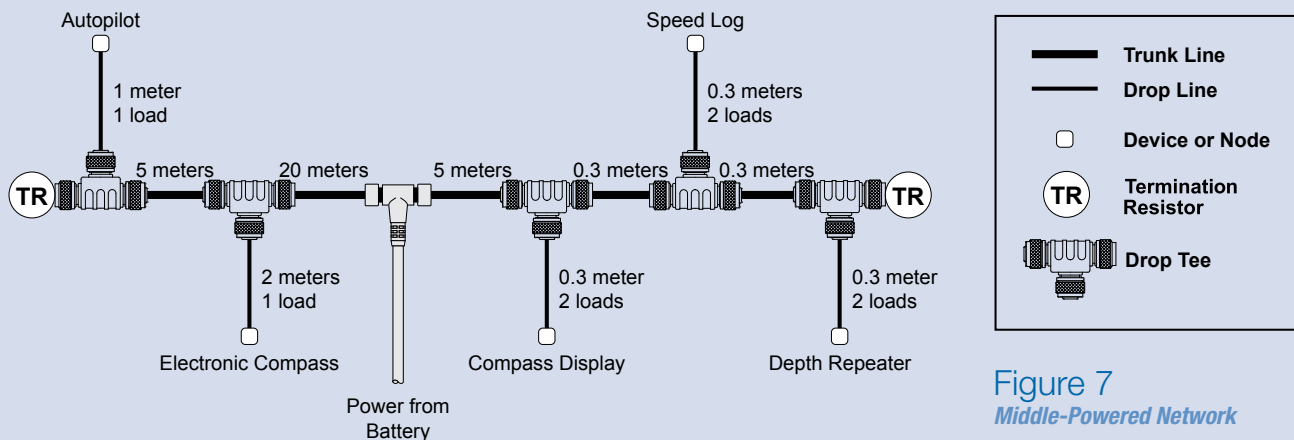 Autopilot
Speed Log
1 meter
1 load
0.3 meters
2 loads
5 meters
20 meters
5 meters
0.3 meters
0.3 meters
TR
TR
2 meters
1 load
0.3 meter
2 loads
0.3 meter
2 loads
Electronic Compass
Compass Display
Depth Repeater
Power from
Battery
Trunk Line
Drop Line
Device or Node
TR
Termination
Resistor
Drop Tee
Figure 7
Middle-Powered Network